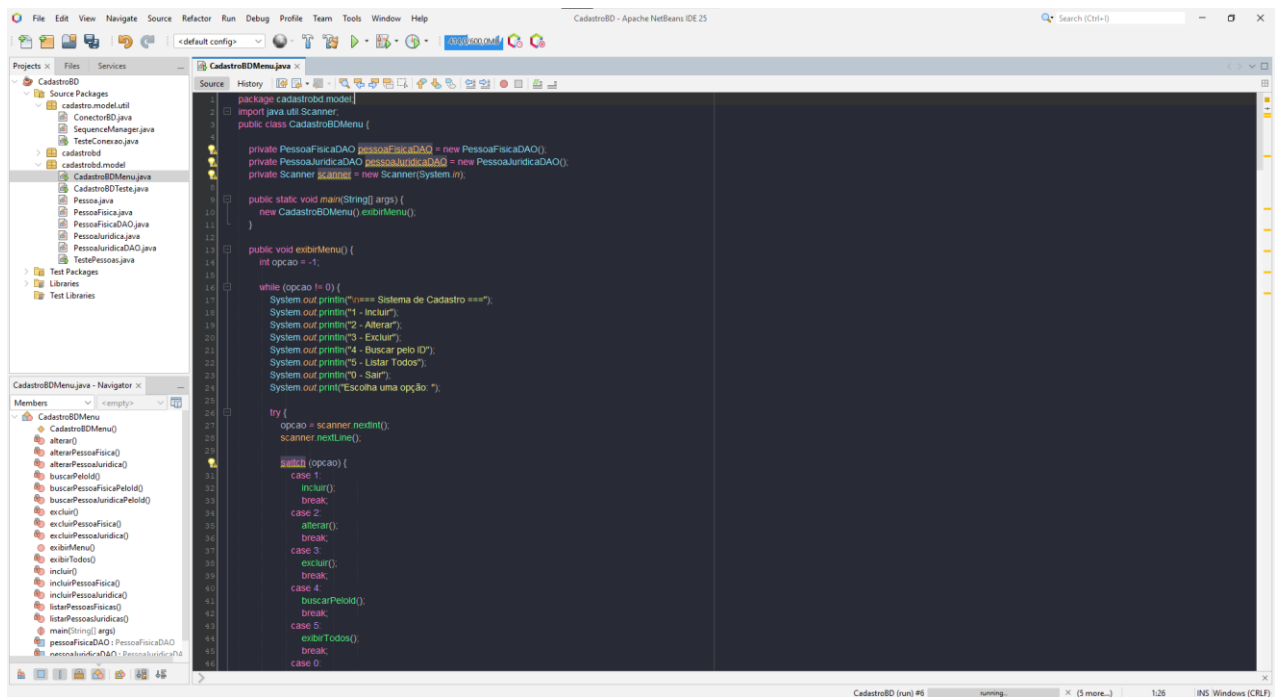 File Edit View Navigate Source Refactor Run Debug Profile Team Tools Window Help
CadastroBD - Apache NetBeans IDE 25
Search (Ctrl+I)
<default config>
Projects Files Services
CadastroBD
Source Packages
cadastro.model.util
ConectorBD.java
SequenceManager.java
TesteConexao.java
cadastrobd
cadastrobd.model
CadastroBDMenu.java
CadastroBDTeste.java
Pessoa.java
PessoaFisica.java
PessoaFisicaDAO.java
PessoaJuridica.java
PessoaJuridicaDAO.java
TestePessoas.java
Test Packages
Libraries
Test Libraries
CadastroBDMenu.java - Navigator
Members <empty>
CadastroBDMenu
CadastroBDMenu()
alterar()
alterarPessoaFisica()
alterarPessoaJuridica()
buscarPeloId()
buscarPessoaFisicaPeloId()
buscarPessoaJuridicaPeloId()
excluir()
excluirPessoaFisica()
excluirPessoaJuridica()
exibirMenu()
exibirTodos()
incluir()
incluirPessoaFisica()
incluirPessoaJuridica()
listarPessoasFisicas()
listarPessoasJuridicas()
main(String[] args)
pessoaFisicaDAO : PessoaFisicaDAO
pessoaJuridicaDAO : PessoaJuridicaDA
CadastroBDMenu.java
Source History
1 package cadastrobd.model;
2 import java.util.Scanner;
3 public class CadastroBDMenu {
4
private PessoaFisicaDAO pessoaFisicaDAO = new PessoaFisicaDAO();
private PessoaJuridicaDAO pessoaJuridicaDAO = new PessoaJuridicaDAO();
private Scanner scanner = new Scanner(System.in);
8
9 public static void main(String[] args) {
10 new CadastroBDMenu().exibirMenu();
11 }
12
13 public void exibirMenu() {
14 int opcao = -1;
15
16 while (opcao != 0) {
17 System.out.println("\n=== Sistema de Cadastro ===");
18 System.out.println("1 - Incluir");
19 System.out.println("2 - Alterar");
20 System.out.println("3 - Excluir");
21 System.out.println("4 - Buscar pelo ID");
22 System.out.println("5 - Listar Todos");
23 System.out.println("0 - Sair");
24 System.out.print("Escolha uma opção: ");
25
26 try {
27 opcao = scanner.nextInt();
28 scanner.nextLine();
29
switch (opcao) {
31 case 1:
32 incluir();
33 break;
34 case 2:
35 alterar();
36 break;
37 case 3:
38 excluir();
39 break;
40 case 4:
41 buscarPeloId();
42 break;
43 case 5:
44 exibirTodos();
45 break;
46 case 0:
CadastroBD (run) #6 running... (5 more...) 1:26 INS Windows (CRLF)